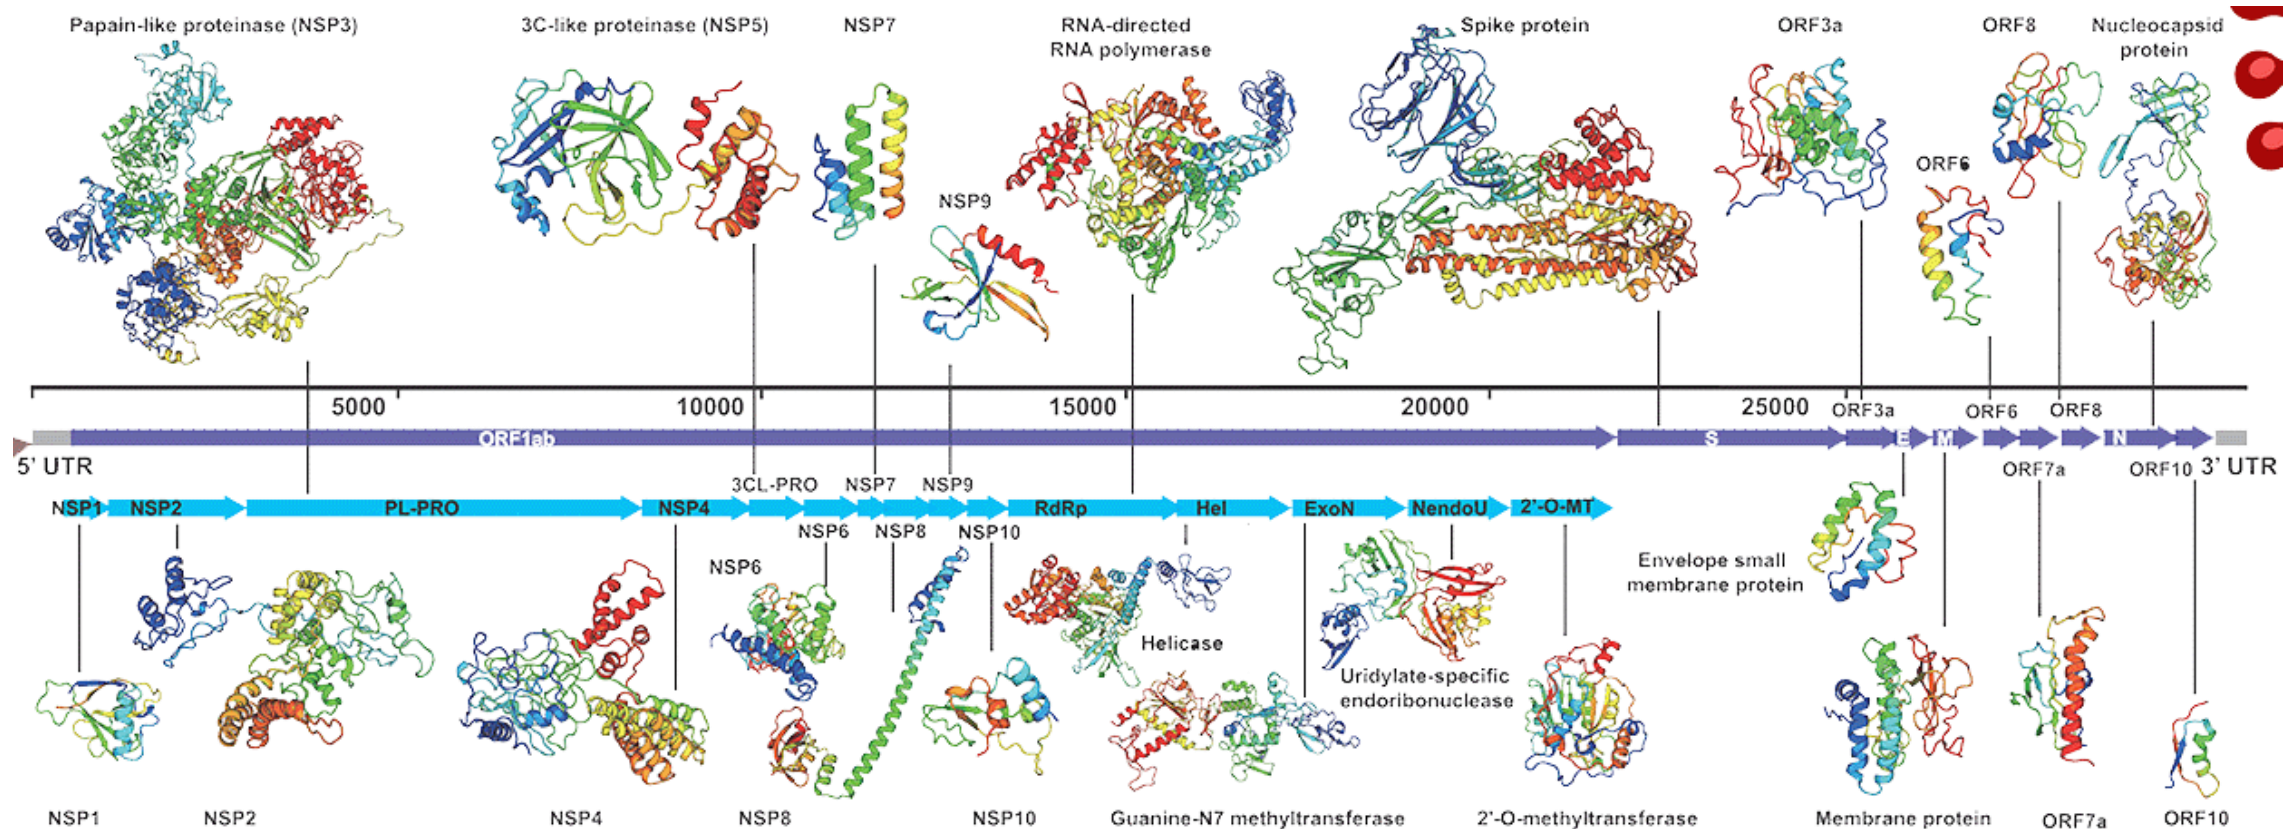 Papain-like proteinase (NSP3)
3C-like proteinase (NSP5)
NSP7
RNA-directed
RNA polymerase
Spike protein
ORF3a
ORF8
Nucleocapsid
protein
ORF6
NSP9
5000
10000
15000
20000
25000
ORF3a
ORF6
ORF8
ORF1ab
S
E
M
N
5' UTR
3' UTR
ORF7a
ORF10
3CL-PRO
NSP7
NSP9
NSP1
NSP2
PL-PRO
NSP4
RdRp
Hel
ExoN
NendoU
2'-O-MT
NSP6
NSP8
NSP10
NSP6
Envelope small
membrane protein
Helicase
Uridylate-specific
endoribonuclease
NSP1
NSP2
NSP4
NSP8
NSP10
Guanine-N7 methyltransferase
2'-O-methyltransferase
Membrane protein
ORF7a
ORF10